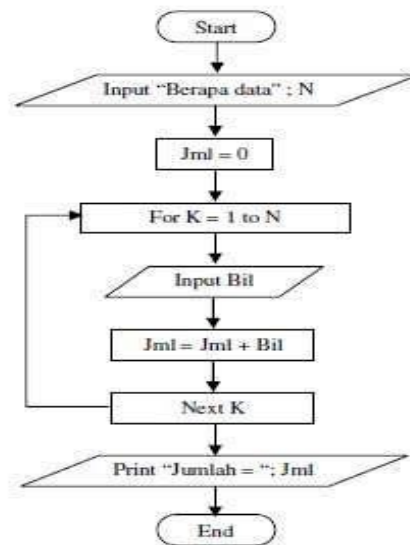 Start
Input “Berapa data” ; N
Jml = 0
For K = 1 to N
Input Bil
Jml = Jml + Bil
Next K
Print “Jumlah = “; Jml
End